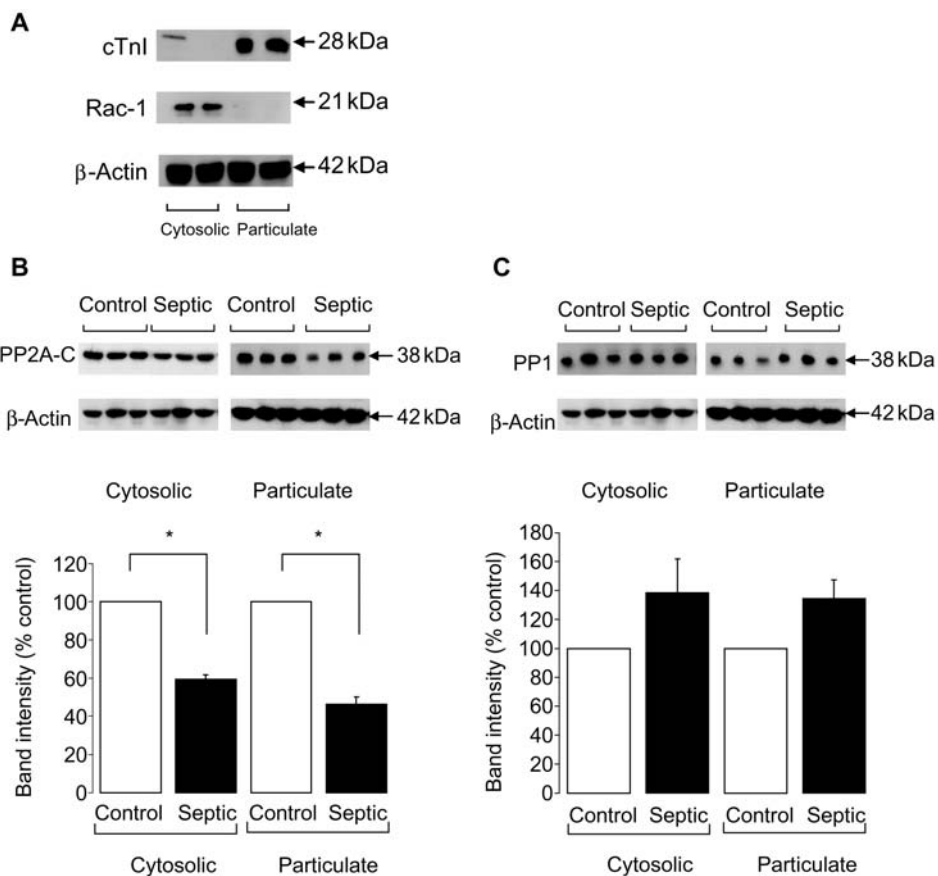 A
cTnI
28 kDa
Rac-1
21 kDa
β-Actin
42 kDa
Cytosolic Particulate
B
Control Septic Control Septic
PP2A-C
38 kDa
β-Actin
42 kDa
Cytosolic Particulate
* *
Band intensity (% control)
120
100
80
60
40
20
0
Control Septic Control Septic
Cytosolic Particulate
C
Control Septic Control Septic
PP1
38 kDa
β-Actin
42 kDa
Cytosolic Particulate
Band intensity (% control)
180
160
140
120
100
80
60
40
20
0
Control Septic Control Septic
Cytosolic Particulate